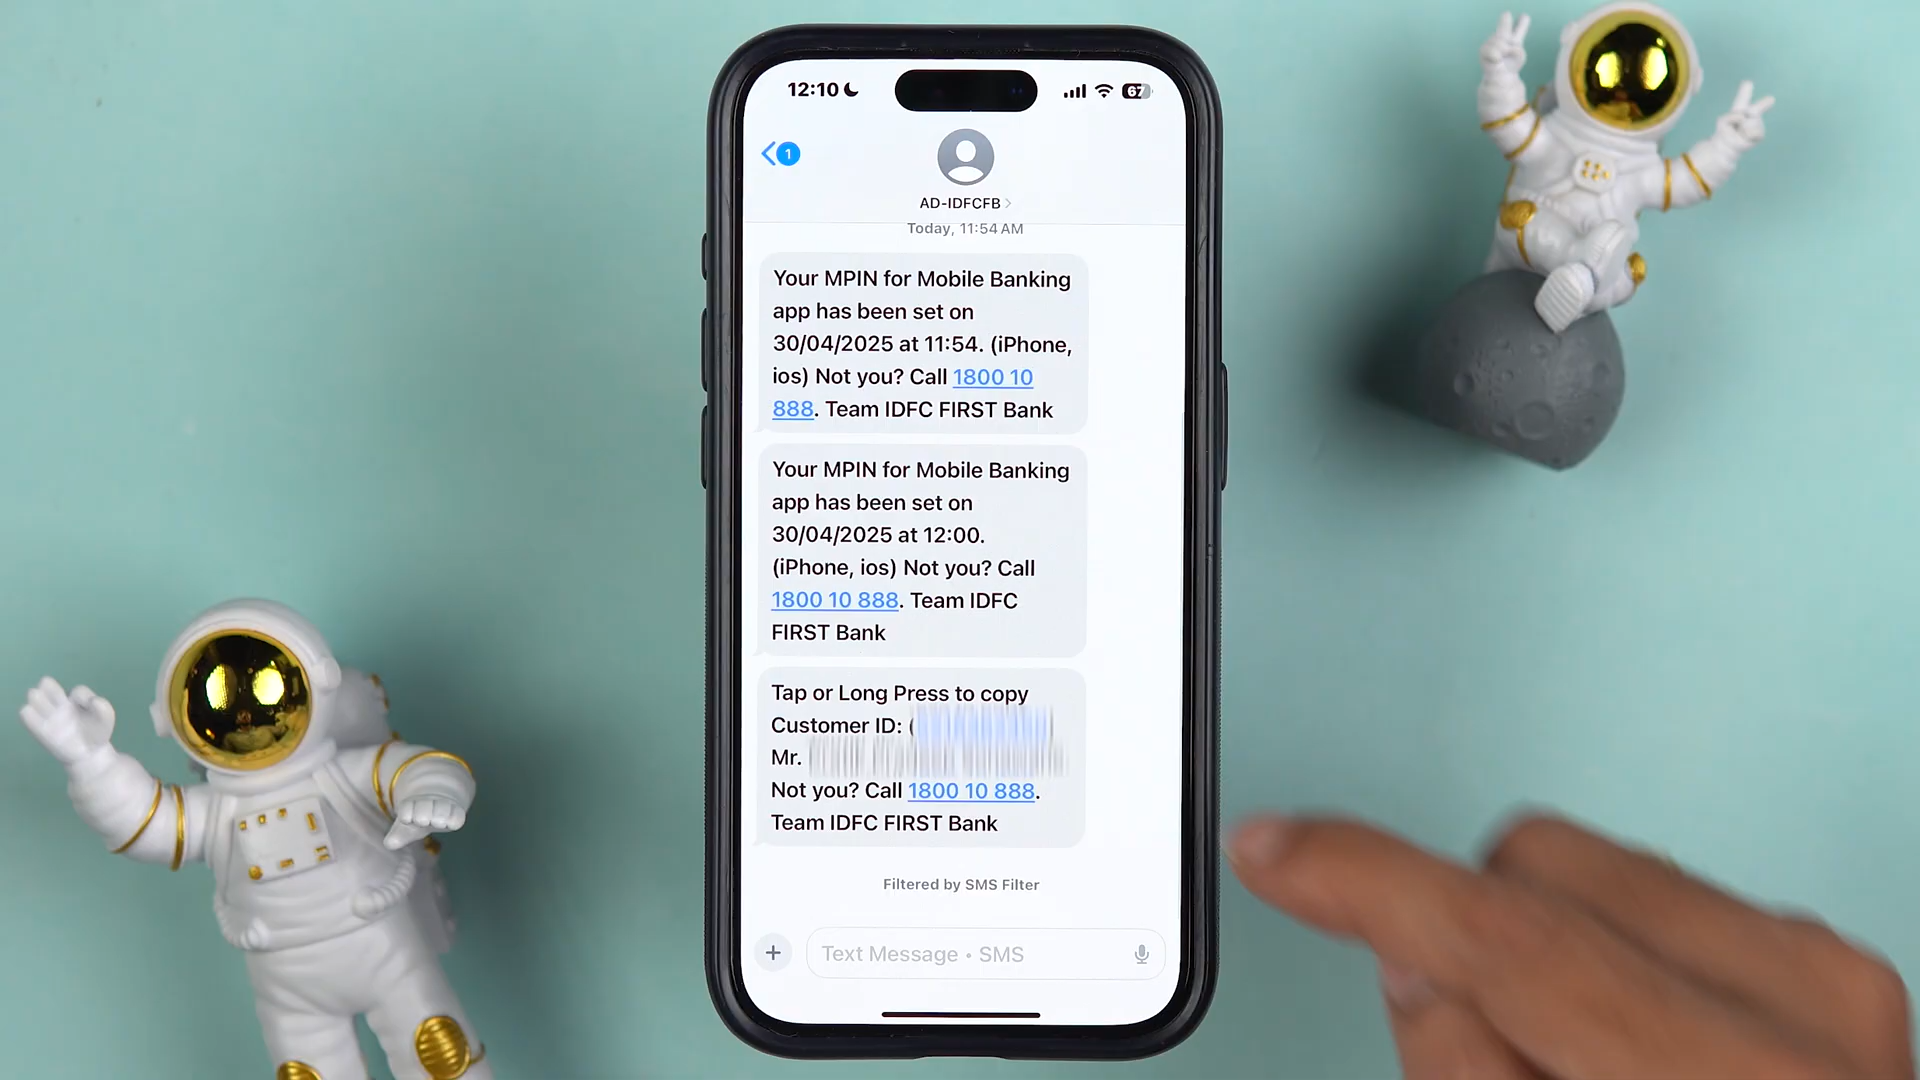 12:10
67
1
AD-IDFCFB
Today, 11:54 AM
Your MPIN for Mobile Banking
app has been set on
30/04/2025 at 11:54. (iPhone,
ios) Not you? Call 1800 10
888. Team IDFC FIRST Bank
Your MPIN for Mobile Banking
app has been set on
30/04/2025 at 12:00.
(iPhone, ios) Not you? Call
1800 10 888. Team IDFC
FIRST Bank
Tap or Long Press to copy
Customer ID: (
Mr.
Not you? Call 1800 10 888.
Team IDFC FIRST Bank
Filtered by SMS Filter
Text Message • SMS